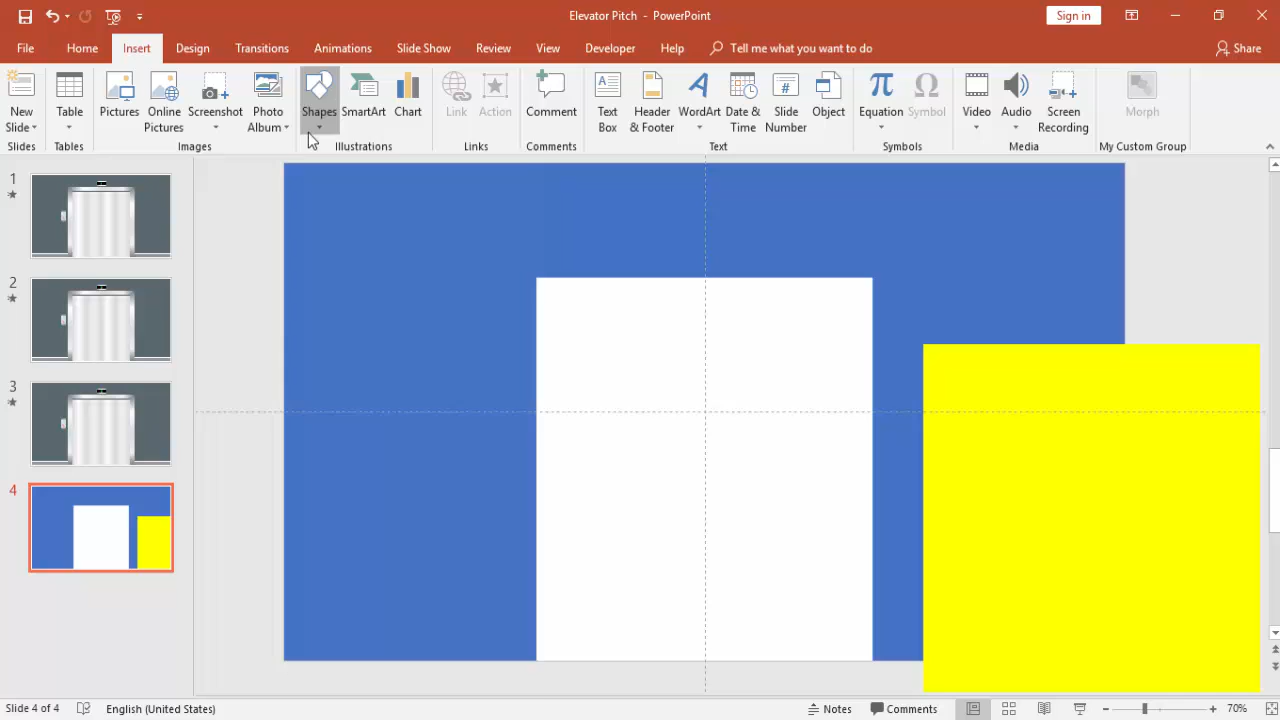 Elevator Pitch - PowerPoint
Sign in
File Home Insert Design Transitions Animations Slide Show Review View Developer Help Tell me what you want to do Share
New Slide Table Pictures Online Pictures Screenshot Photo Album Shapes SmartArt Chart Link Action Comment Text Box Header & Footer WordArt Date & Time Slide Number Object Equation Symbol Video Audio Screen Recording Morph
Slides Tables Images Illustrations Links Comments Text Symbols Media My Custom Group
1
2
3
4
Slide 4 of 4 English (United States) Notes Comments 70%